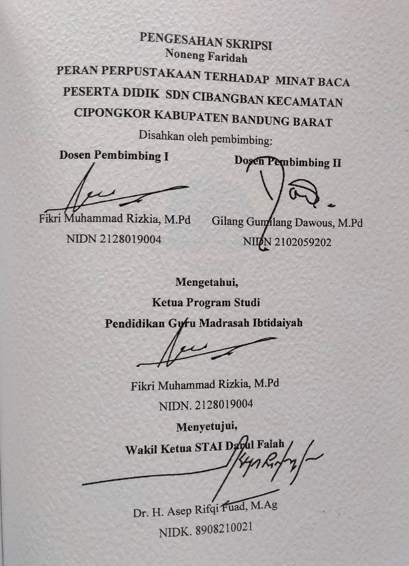 PENGESAHAN SKRIPSI
Noneng Faridah
PERAN PERPUSTAKAAN TERHADAP MINAT BACA
PESERTA DIDIK SDN CIBANGBAN KECAMATAN
CIPONGKOR KABUPATEN BANDUNG BARAT
Disahkan oleh pembimbing:
Dosen Pembimbing I
Dosen Pembimbing II
Fikri Muhammad Rizkia, M.Pd
Gilang Gumilang Dawous, M.Pd
NIDN 2128019004
NIDN 2102059202
Mengetahui,
Ketua Program Studi
Pendidikan Guru Madrasah Ibtidaiyah
Fikri Muhammad Rizkia, M.Pd
NIDN. 2128019004
Menyetujui,
Wakil Ketua STAI Darul Falah
Dr. H. Asep Rifqi Fuad, M.Ag
NIDK. 8908210021